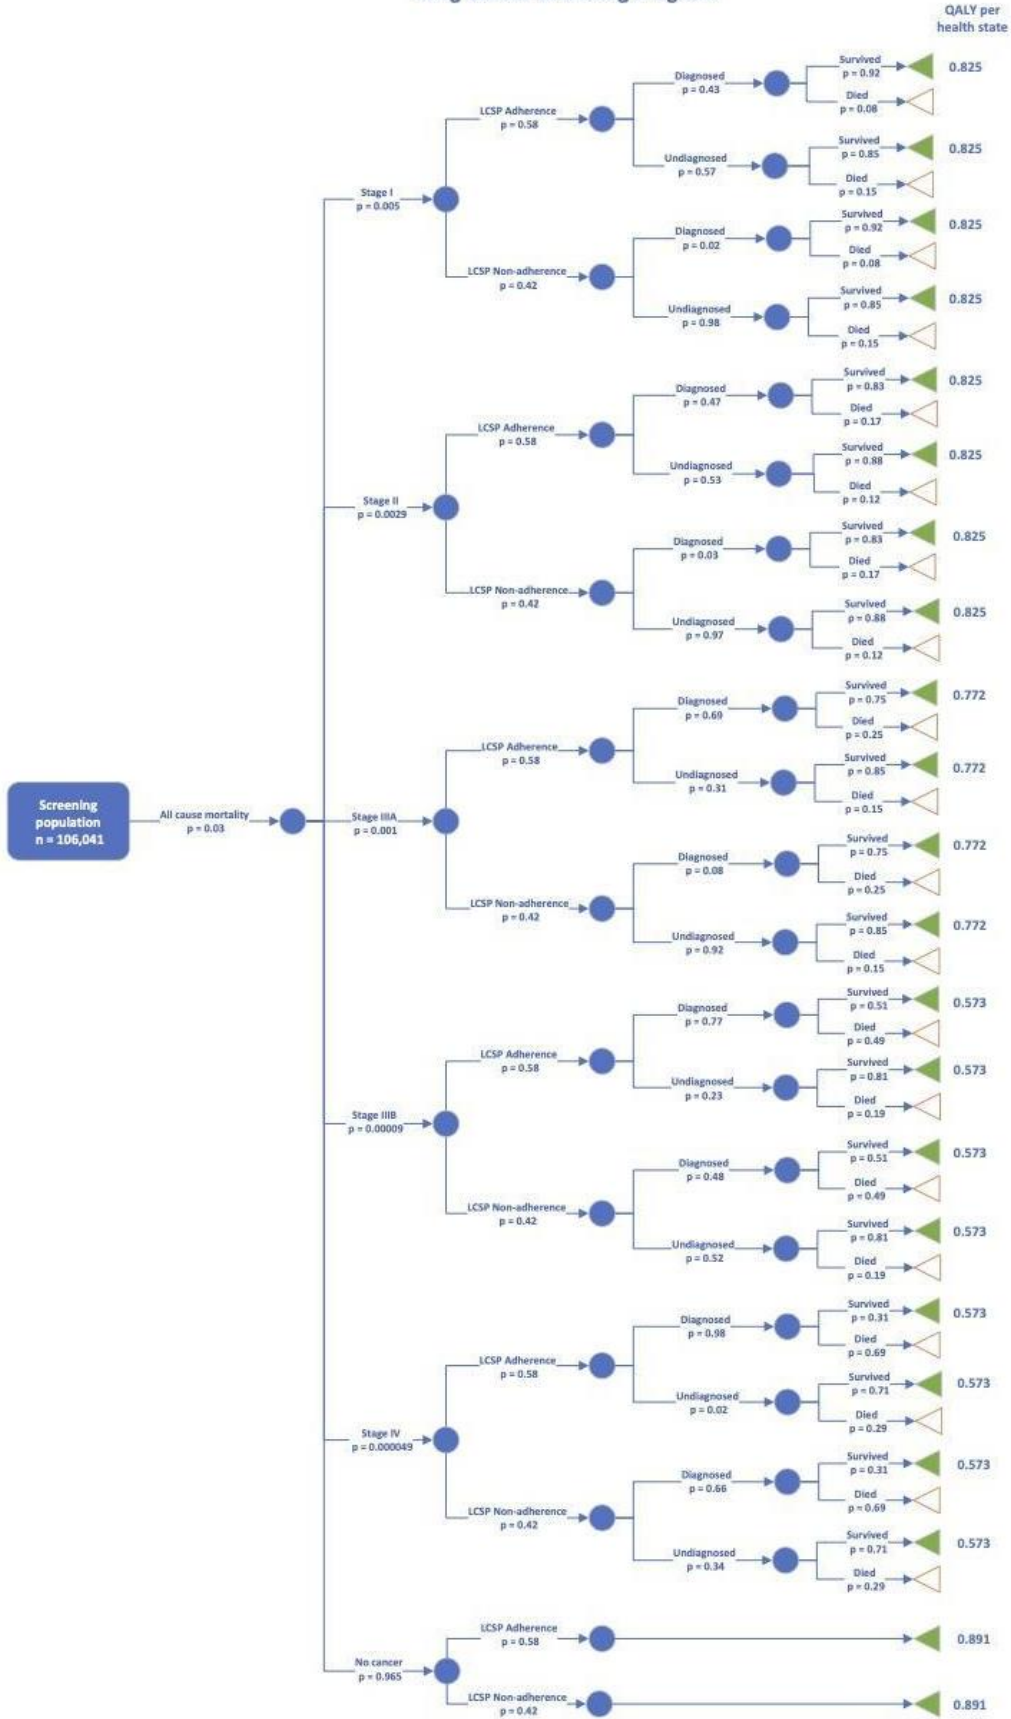 QALY per
health state
Survived
p = 0.92
0.825
Diagnosed
p = 0.43
Died
p = 0.08
LCSP Adherence
p = 0.58
Survived
p = 0.85
0.825
Undiagnosed
p = 0.57
Died
p = 0.15
Stage I
p = 0.005
Survived
p = 0.92
0.825
Diagnosed
p = 0.02
Died
p = 0.08
LCSP Non-adherence
p = 0.42
Survived
p = 0.85
0.825
Undiagnosed
p = 0.98
Died
p = 0.15
Survived
p = 0.83
0.825
Diagnosed
p = 0.47
Died
p = 0.17
LCSP Adherence
p = 0.58
Survived
p = 0.88
0.825
Undiagnosed
p = 0.53
Died
p = 0.12
Stage II
p = 0.0029
Survived
p = 0.83
0.825
Diagnosed
p = 0.03
Died
p = 0.17
LCSP Non-adherence
p = 0.42
Survived
p = 0.88
0.825
Undiagnosed
p = 0.97
Died
p = 0.12
Survived
p = 0.75
0.772
Diagnosed
p = 0.69
Died
p = 0.25
LCSP Adherence
p = 0.58
Survived
p = 0.85
0.772
Undiagnosed
p = 0.31
Died
p = 0.15
Screening
population
n = 106,041
All cause mortality
p = 0.03
Stage IIIA
p = 0.001
Survived
p = 0.75
0.772
Diagnosed
p = 0.08
Died
p = 0.25
LCSP Non-adherence
p = 0.42
Survived
p = 0.85
0.772
Undiagnosed
p = 0.92
Died
p = 0.15
Survived
p = 0.51
0.573
Diagnosed
p = 0.77
Died
p = 0.49
LCSP Adherence
p = 0.58
Survived
p = 0.81
0.573
Undiagnosed
p = 0.23
Died
p = 0.19
Stage IIIB
p = 0.00009
Survived
p = 0.51
0.573
Diagnosed
p = 0.48
Died
p = 0.49
LCSP Non-adherence
p = 0.42
Survived
p = 0.81
0.573
Undiagnosed
p = 0.52
Died
p = 0.19
Survived
p = 0.31
0.573
Diagnosed
p = 0.98
Died
p = 0.69
LCSP Adherence
p = 0.58
Survived
p = 0.71
0.573
Undiagnosed
p = 0.02
Died
p = 0.29
Stage IV
p = 0.000049
Survived
p = 0.31
0.573
Diagnosed
p = 0.66
Died
p = 0.69
LCSP Non-adherence
p = 0.42
Survived
p = 0.71
0.573
Undiagnosed
p = 0.34
Died
p = 0.29
LCSP Adherence
p = 0.58
0.891
No cancer
p = 0.965
LCSP Non-adherence
p = 0.42
0.891